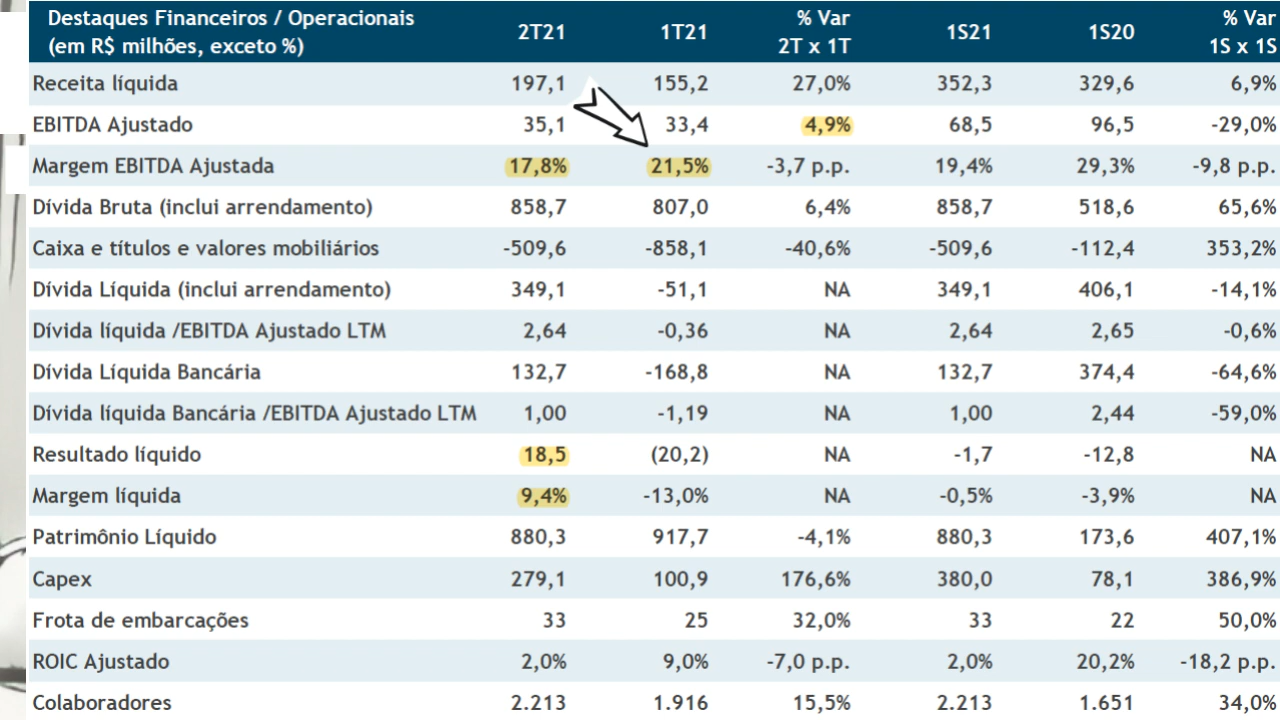 Destaques Financeiros / Operacionais (em R$ milhões, exceto %) 2T21 1T21 % Var 2T x 1T 1S21 1S20 % Var 1S x 1S
Receita líquida 197,1 155,2 27,0% 352,3 329,6 6,9%
EBITDA Ajustado 35,1 33,4 4,9% 68,5 96,5 -29,0%
Margem EBITDA Ajustada 17,8% 21,5% -3,7 p.p. 19,4% 29,3% -9,8 p.p.
Dívida Bruta (inclui arrendamento) 858,7 807,0 6,4% 858,7 518,6 65,6%
Caixa e títulos e valores mobiliários -509,6 -858,1 -40,6% -509,6 -112,4 353,2%
Dívida Líquida (inclui arrendamento) 349,1 -51,1 NA 349,1 406,1 -14,1%
Dívida líquida /EBITDA Ajustado LTM 2,64 -0,36 NA 2,64 2,65 -0,6%
Dívida Líquida Bancária 132,7 -168,8 NA 132,7 374,4 -64,6%
Dívida líquida Bancária /EBITDA Ajustado LTM 1,00 -1,19 NA 1,00 2,44 -59,0%
Resultado líquido 18,5 (20,2) NA -1,7 -12,8 NA
Margem líquida 9,4% -13,0% NA -0,5% -3,9% NA
Patrimônio Líquido 880,3 917,7 -4,1% 880,3 173,6 407,1%
Capex 279,1 100,9 176,6% 380,0 78,1 386,9%
Frota de embarcações 33 25 32,0% 33 22 50,0%
ROIC Ajustado 2,0% 9,0% -7,0 p.p. 2,0% 20,2% -18,2 p.p.
Colaboradores 2.213 1.916 15,5% 2.213 1.651 34,0%